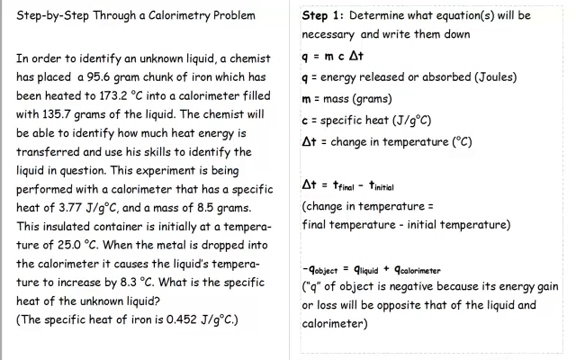 Step-by-Step Through a Calorimetry Problem
In order to identify an unknown liquid, a chemist
has placed a 95.6 gram chunk of iron which has
been heated to 173.2 °C into a calorimeter filled
with 135.7 grams of the liquid. The chemist will
be able to identify how much heat energy is
transferred and use his skills to identify the
liquid in question. This experiment is being
performed with a calorimeter that has a specific
heat of 3.77 J/g°C, and a mass of 8.5 grams.
This insulated container is initially at a tempera-
ture of 25.0 °C. When the metal is dropped into
the calorimeter it causes the liquid's tempera-
ture to increase by 8.3 °C. What is the specific
heat of the unknown liquid?
(The specific heat of iron is 0.452 J/g°C.)
Step 1: Determine what equation(s) will be
necessary and write them down
q = m c Δt
q = energy released or absorbed (Joules)
m = mass (grams)
c = specific heat (J/g°C)
Δt = change in temperature (°C)
Δt = tfinal - tinitial
(change in temperature =
final temperature - initial temperature)
-qobject = qliquid + qcalorimeter
("q" of object is negative because its energy gain
or loss will be opposite that of the liquid and
calorimeter)